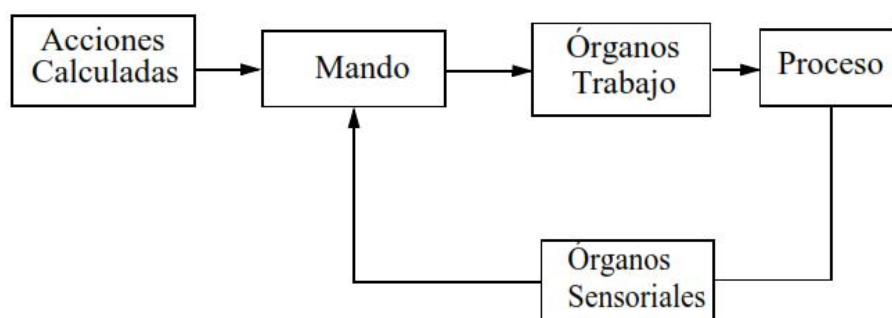 Acciones
Calculadas
Mando
Órganos
Trabajo
Proceso
Órganos
Sensoriales